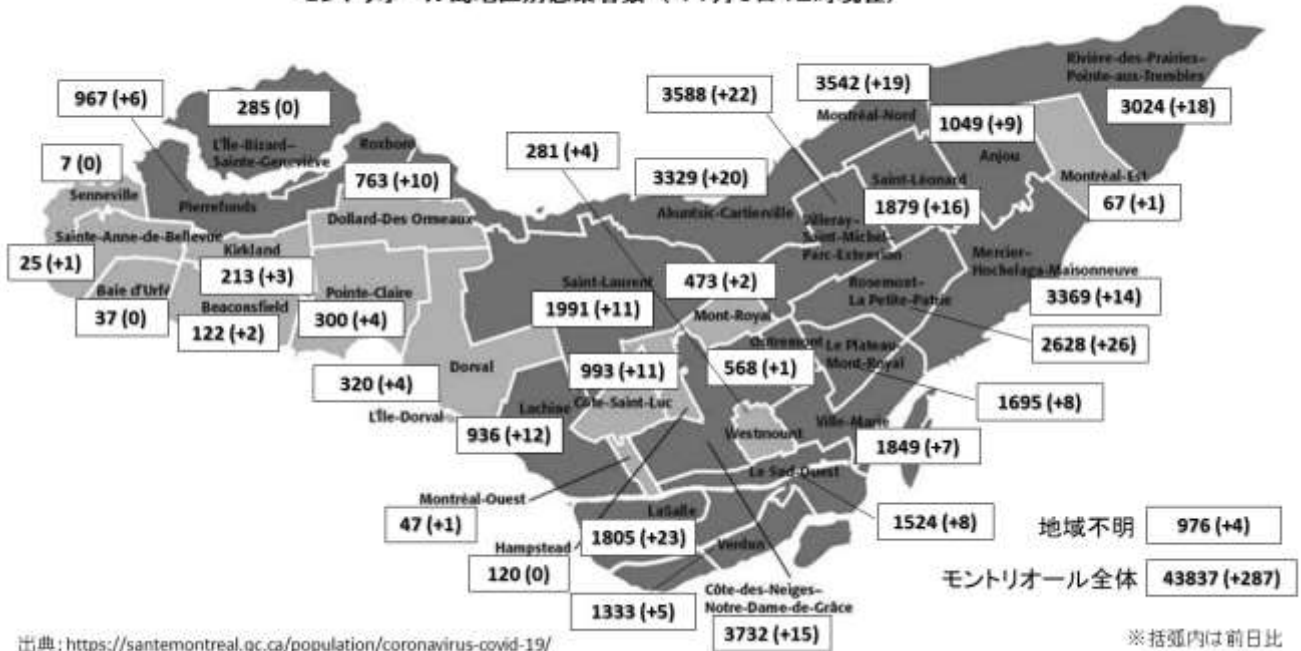 Rivière-des-Prairies–
Pointe-aux-Trembles
3542 (+19)
967 (+6)
285 (0)
3588 (+22)
3024 (+18)
Montréal-Nord
1049 (+9)
L'Île-Bizard–
Sainte-Geneviève
Roxboro
281 (+4)
Anjou
7 (0)
763 (+10)
3329 (+20)
Saint-Léonard
Montréal-Est
Senneville
Pierrefonds
1879 (+16)
67 (+1)
Dollard-Des Ormeaux
Ahuntsic-Cartierville
Villeray–
Saint-Michel–
Parc-Extension
Sainte-Anne-de-Bellevue
Kirkland
25 (+1)
213 (+3)
Mercier–
Hochelaga-Maisonneuve
Saint-Laurent
473 (+2)
3369 (+14)
Baie d'Urfé
Beaconsfield
Pointe-Claire
Rosemont–
La Petite-Patrie
37 (0)
122 (+2)
300 (+4)
1991 (+11)
Mont-Royal
2628 (+26)
Outremont
Le Plateau
Mont-Royal
Dorval
993 (+11)
568 (+1)
320 (+4)
1695 (+8)
L'Île-Dorval
Lachine
Côte-Saint-Luc
Ville-Marie
936 (+12)
Westmount
1849 (+7)
Le Sud-Ouest
Montréal-Ouest
LaSalle
47 (+1)
1805 (+23)
1524 (+8)
地域不明 976 (+4)
Hampstead
Verdun
120 (0)
モントリオール全体 43837 (+287)
1333 (+5)
Côte-des-Neiges–
Notre-Dame-de-Grâce
3732 (+15)
出典: https://santemontreal.qc.ca/population/coronavirus-covid-19/
※括弧内は前日比